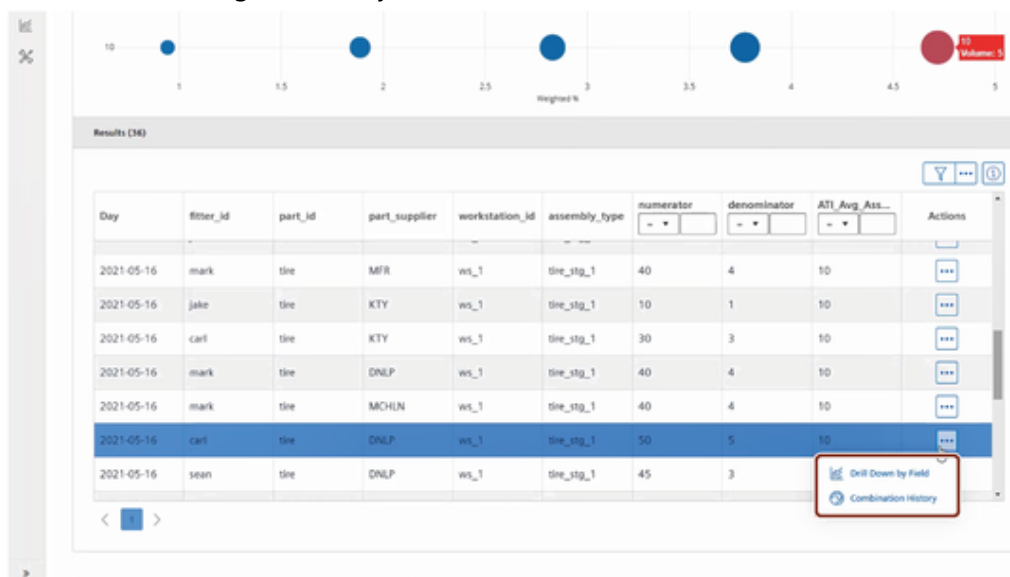 10
10
Volume: 5
1 1.5 2 2.5 3 3.5 4 4.5 5
Weighted %
Results (36)
Day fitter_id part_id part_supplier workstation_id assembly_type numerator denominator ATI_Avg_Ass... Actions
= = =
2021-05-16 mark tire MFR ws_1 tire_stg_1 40 4 10
2021-05-16 jake tire KTY ws_1 tire_stg_1 10 1 10
2021-05-16 carl tire KTY ws_1 tire_stg_1 30 3 10
2021-05-16 mark tire DNLP ws_1 tire_stg_1 40 4 10
2021-05-16 mark tire MCHLN ws_1 tire_stg_1 40 4 10
2021-05-16 carl tire DNLP ws_1 tire_stg_1 50 5 10
2021-05-16 sean tire DNLP ws_1 tire_stg_1 45 3
Drill Down by Field
Combination History
1